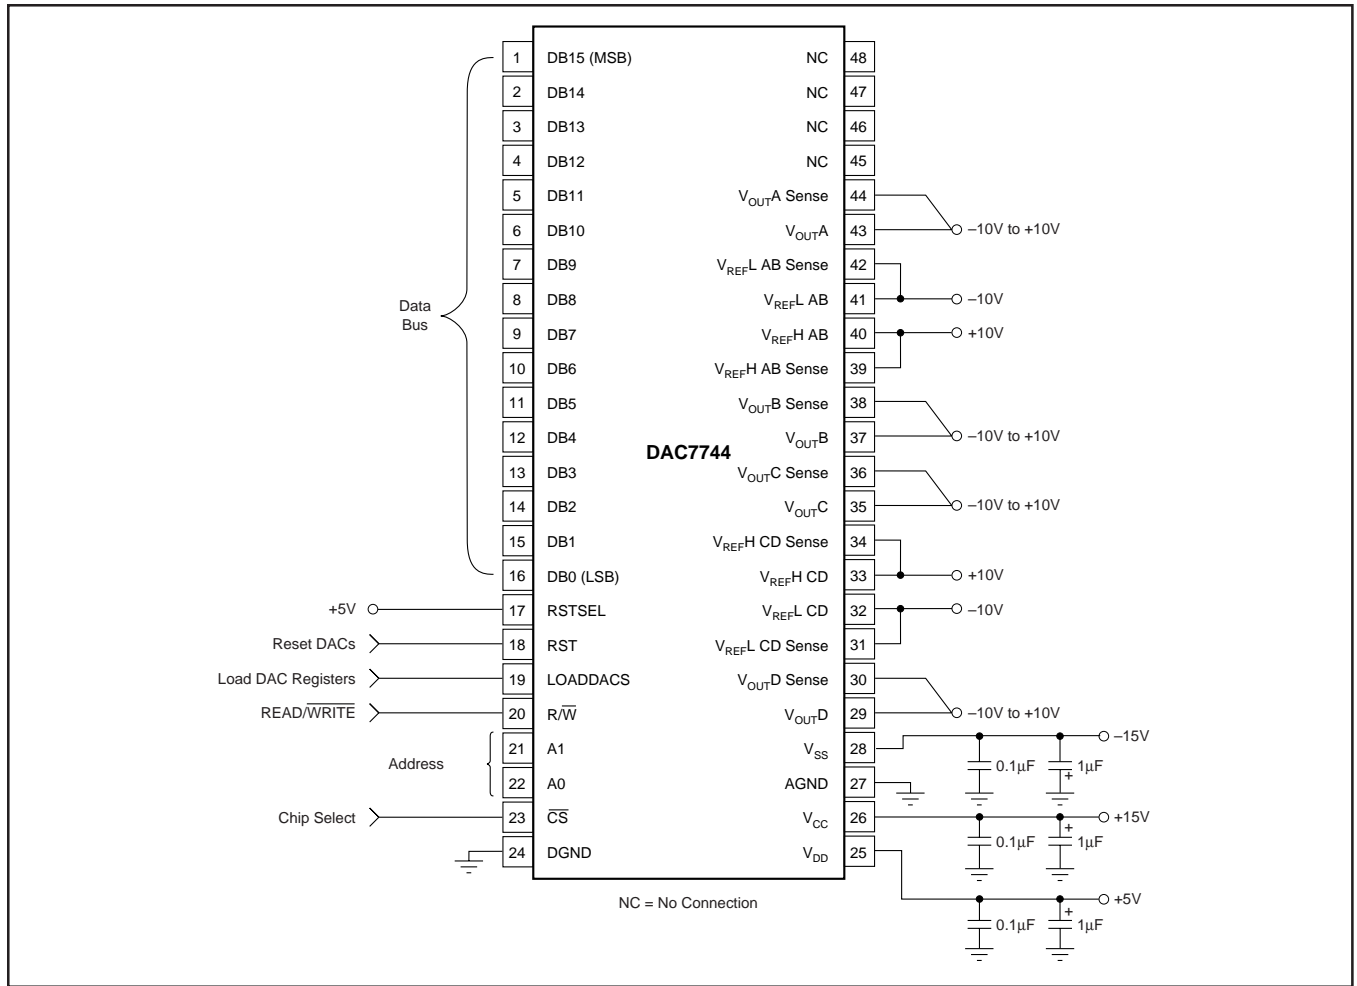 1 DB15 (MSB) NC 48
2 DB14 NC 47
3 DB13 NC 46
4 DB12 NC 45
5 DB11 VOUTA Sense 44
6 DB10 VOUTA 43 –10V to +10V
7 DB9 VREFL AB Sense 42
Data
Bus
8 DB8 VREFL AB 41 –10V
9 DB7 VREFH AB 40 +10V
10 DB6 VREFH AB Sense 39
11 DB5 VOUTB Sense 38
12 DB4 VOUTB 37 –10V to +10V
DAC7744
13 DB3 VOUTC Sense 36
14 DB2 VOUTC 35 –10V to +10V
15 DB1 VREFH CD Sense 34
16 DB0 (LSB) VREFH CD 33 +10V
+5V 17 RSTSEL VREFL CD 32 –10V
Reset DACs 18 RST VREFL CD Sense 31
Load DAC Registers 19 LOADDACS VOUTD Sense 30
READ/W̅R̅I̅T̅E̅ 20 R/W̅ VOUTD 29 –10V to +10V
21 A1 VSS 28 –15V
Address
0.1µF + 1µF
22 A0 AGND 27
Chip Select 23 C̅S̅ VCC 26 +15V
0.1µF + 1µF
24 DGND VDD 25
+5V
0.1µF + 1µF
NC = No Connection